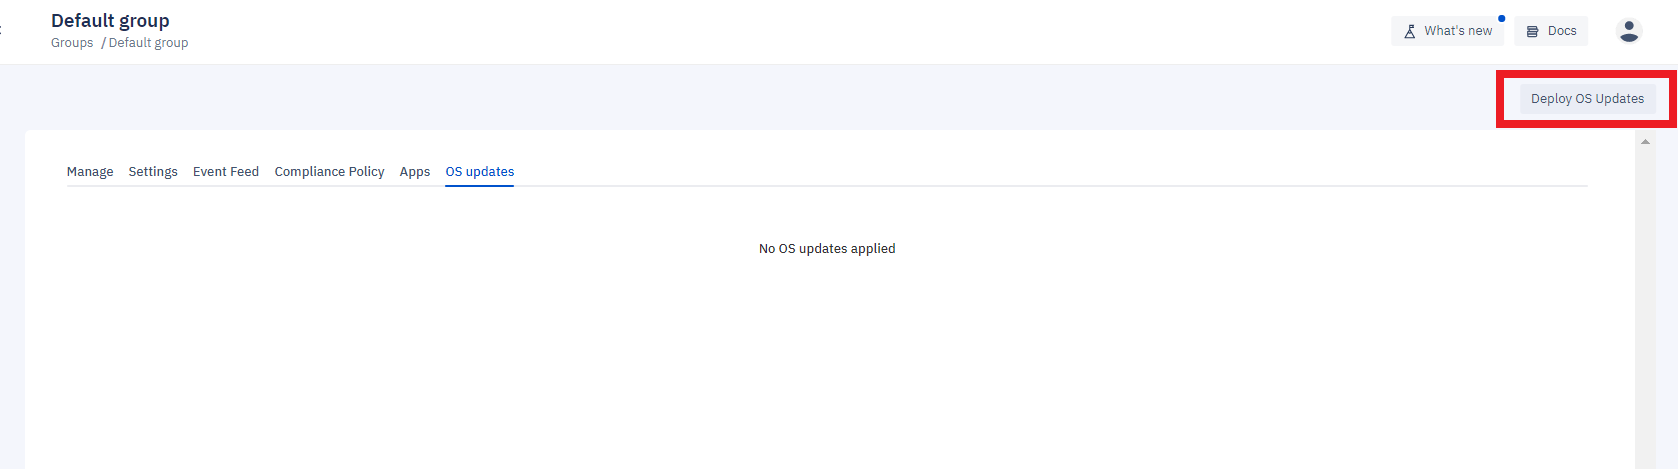 Default group
Groups / Default group
What's new
Docs
Deploy OS Updates
Manage Settings Event Feed Compliance Policy Apps OS updates
No OS updates applied